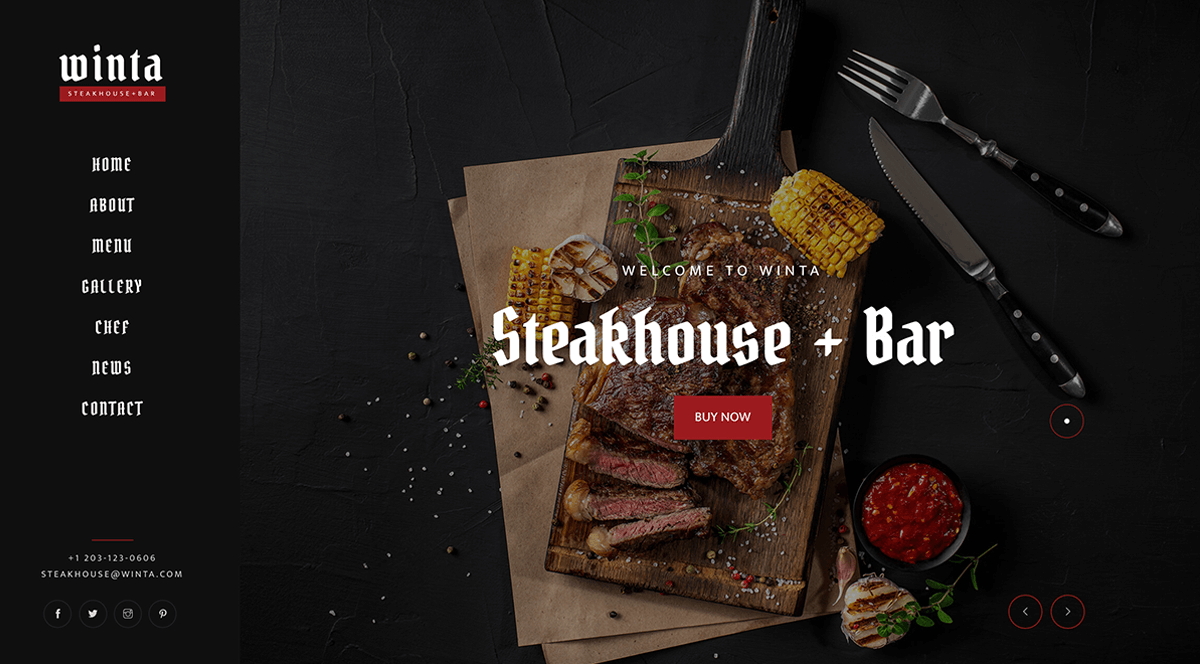 winta
STEAKHOUSE+BAR
HOME
ABOUT
MENU
GALLERY
CHEF
NEWS
CONTACT
+1 203-123-0606
STEAKHOUSE@WINTA.COM
WELCOME TO WINTA
Steakhouse + Bar
BUY NOW